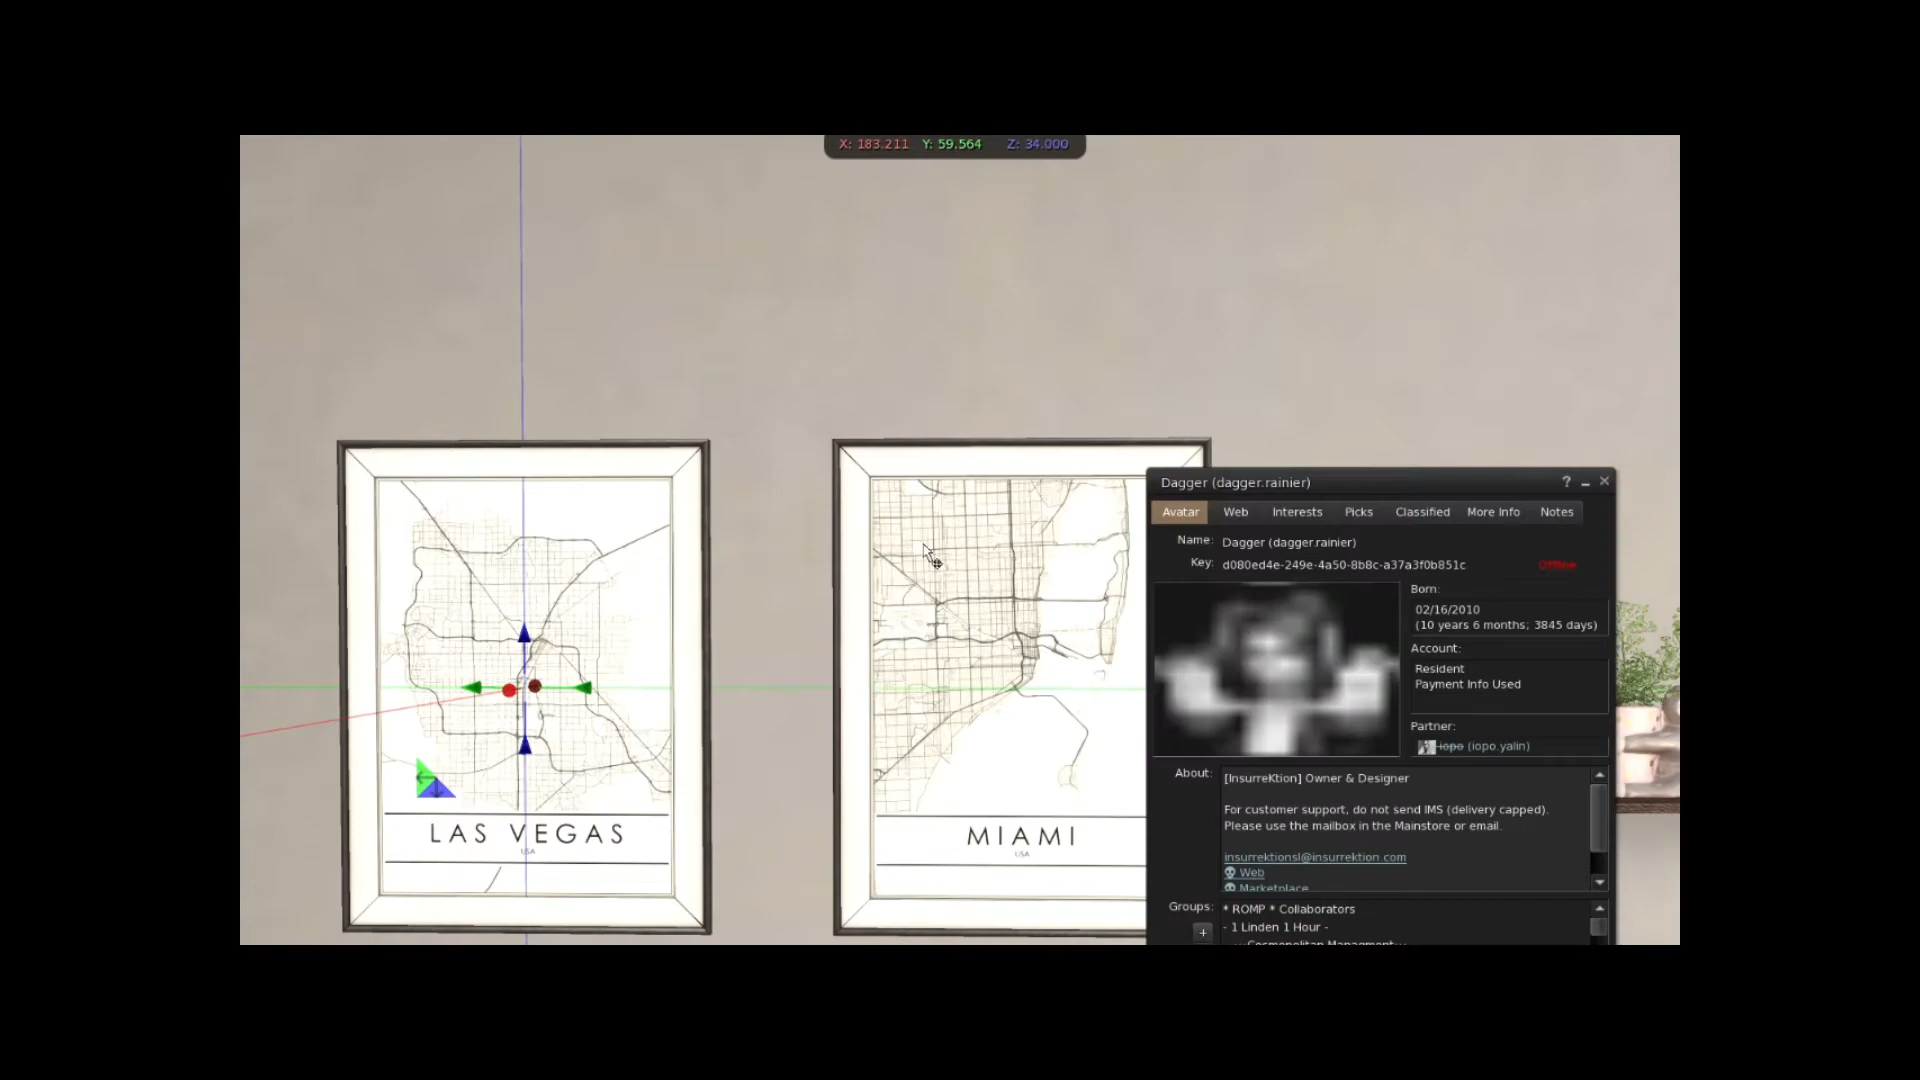 X: 183.211 Y: 59.564 Z: 34.000
LAS VEGAS
USA
MIAMI
USA
Dagger (dagger.rainier)
? _ ✕
Avatar Web Interests Picks Classified More Info Notes
Name: Dagger (dagger.rainier)
Key: d080ed4e-249e-4a50-8b8c-a37a3f0b851c Offline
Born:
02/16/2010
(10 years 6 months; 3845 days)
Account:
Resident
Payment Info Used
Partner:
iopo (iopo.yalin)
About: [InsurreKtion] Owner & Designer
For customer support, do not send IMS (delivery capped).
Please use the mailbox in the Mainstore or email.
insurrektionsl@insurrektion.com
Web
Marketplace
Groups: * ROMP * Collaborators
- 1 Linden 1 Hour -
+
Cosmopolitan Managment